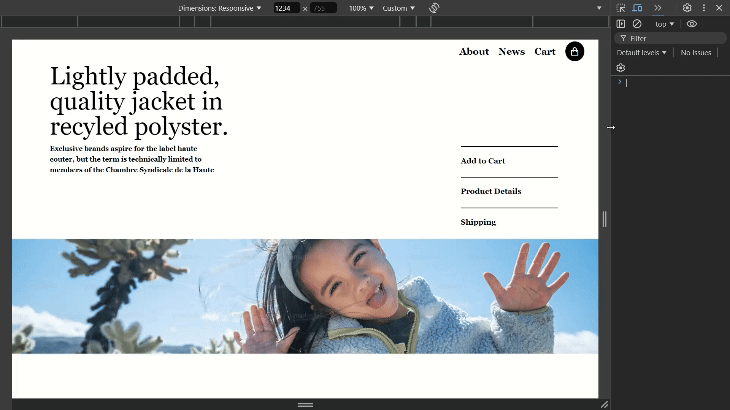 Dimensions: Responsive ▼ 1234 × 755 100% ▼ Custom ▼
top ▼
Filter
Default levels ▼ No Issues
About News Cart
Lightly padded,
quality jacket in
recyled polyster.
Exclusive brands aspire for the label haute
couter, but the term is technically limited to
members of the Chambre Syndicale de la Haute
Add to Cart
Product Details
Shipping